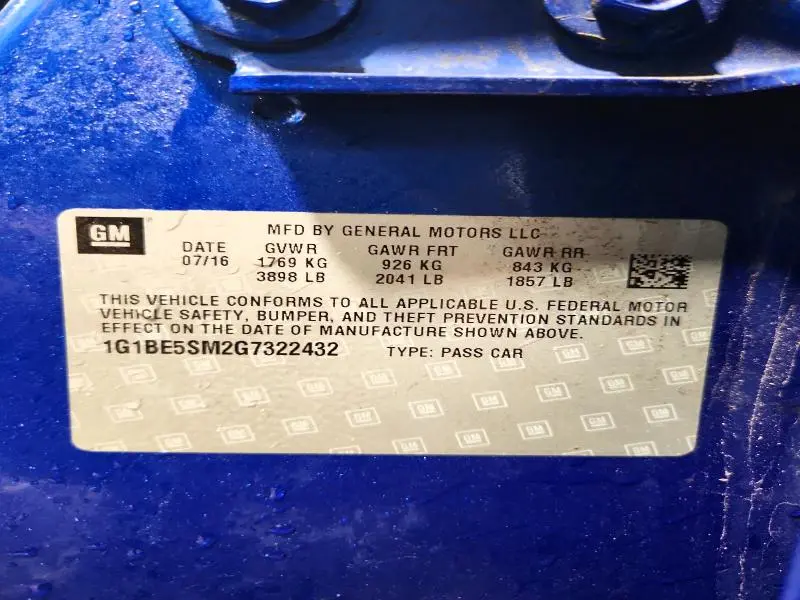 GM
MFD BY GENERAL MOTORS LLC
DATE GVWR GAWR FRT GAWR RR
07/16 1769 KG 926 KG 843 KG
3898 LB 2041 LB 1857 LB
THIS VEHICLE CONFORMS TO ALL APPLICABLE U.S. FEDERAL MOTOR
VEHICLE SAFETY, BUMPER, AND THEFT PREVENTION STANDARDS IN
EFFECT ON THE DATE OF MANUFACTURE SHOWN ABOVE.
1G1BE5SM2G7322432 TYPE: PASS CAR